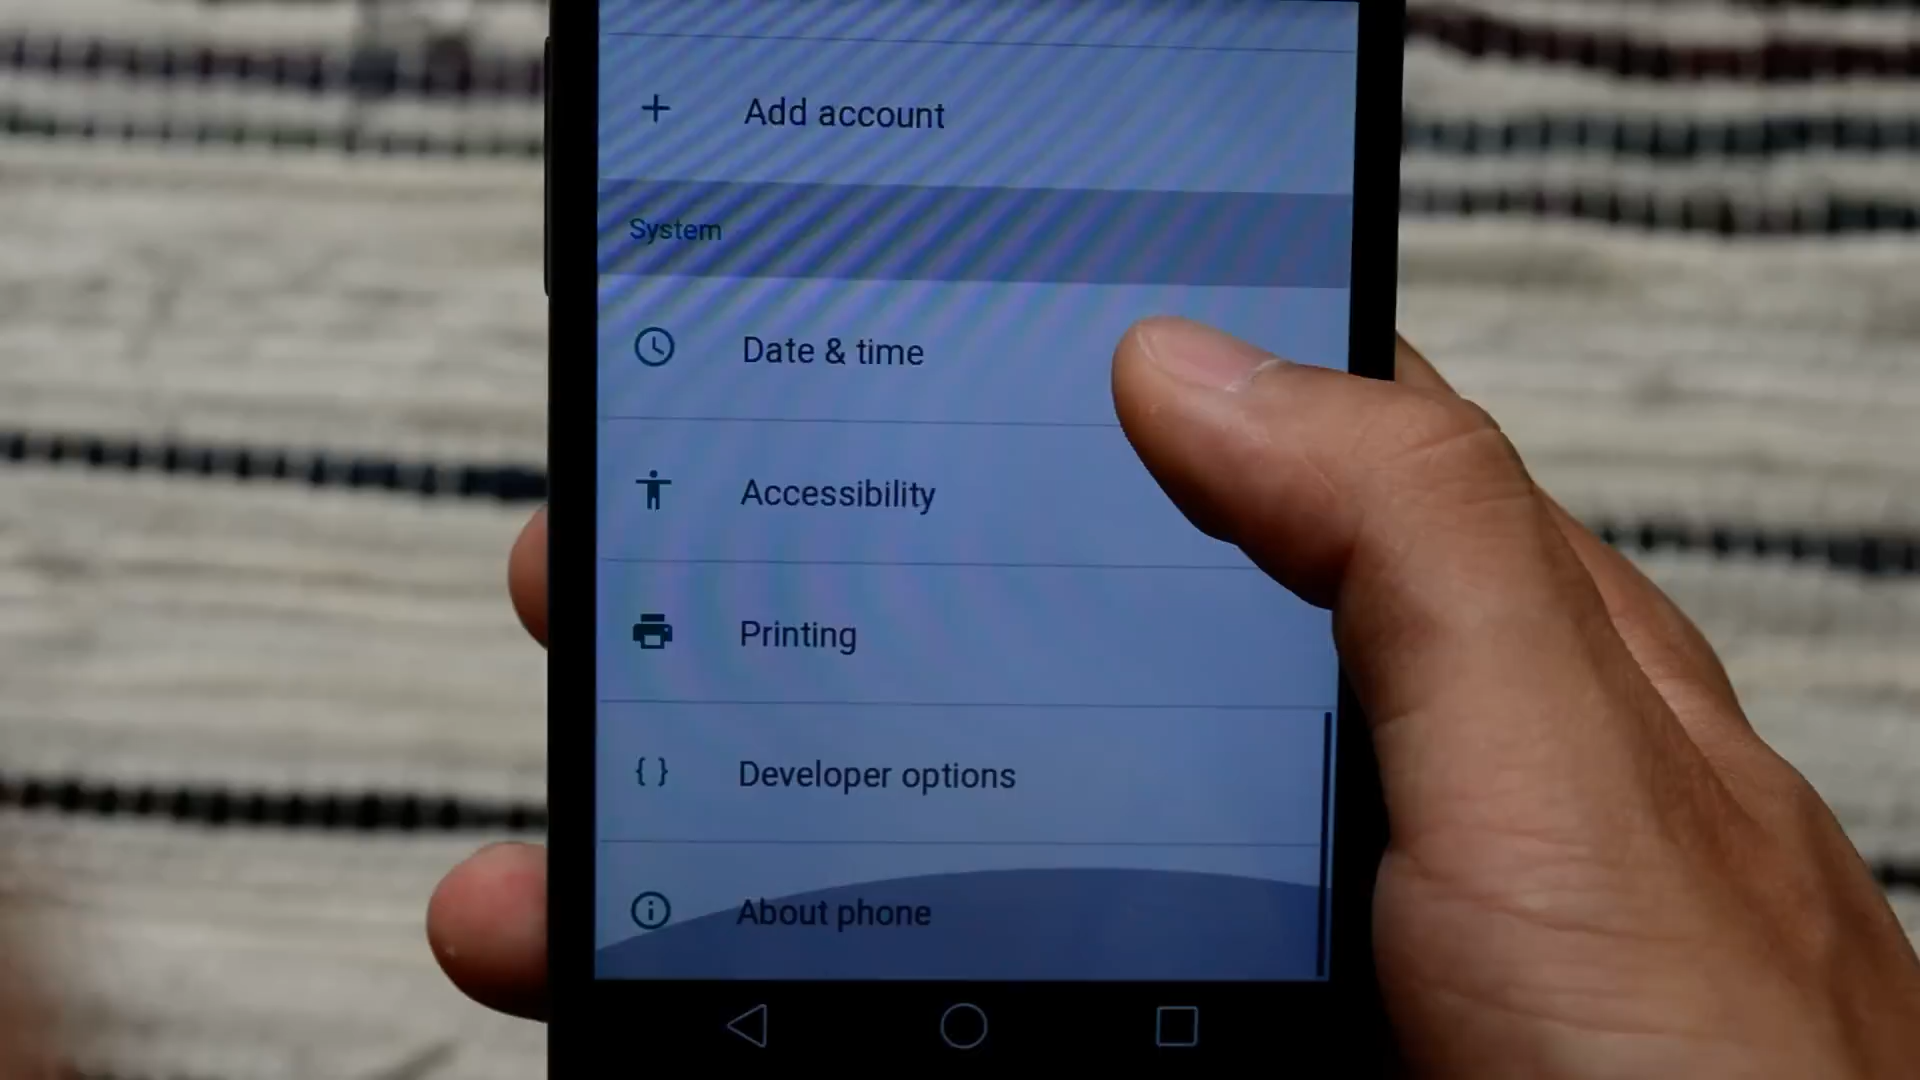 Add account
System
Date & time
Accessibility
Printing
{ } Developer options
About phone